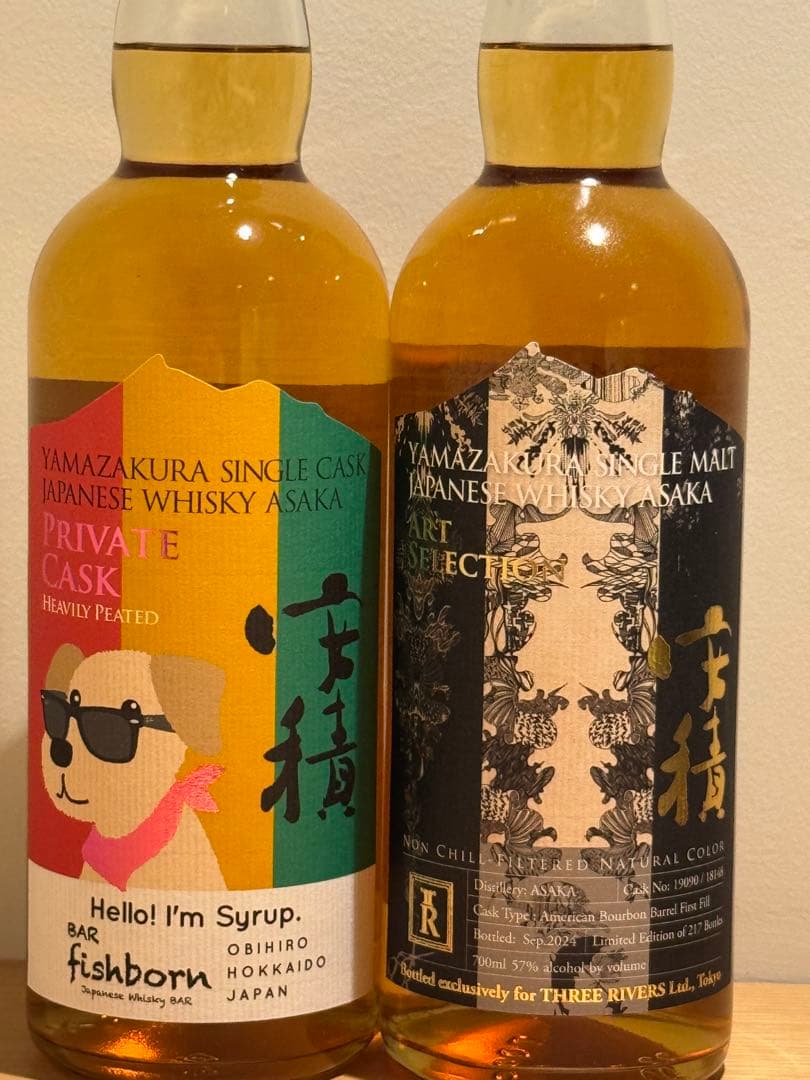 YAMAZAKURA SINGLE CASK
JAPANESE WHISKY ASAKA
PRIVATE
CASK
HEAVILY PEATED
安積
Hello! I'm Syrup.
BAR
fishborn
Japanese Whisky BAR
OBIHIRO
HOKKAIDO
JAPAN
YAMAZAKURA SINGLE MALT
JAPANESE WHISKY ASAKA
ART
SELECTION
安積
NON CHILL-FILTERED NATURAL COLOR
R
Distillery: ASAKA Cask No: 19090 / 18148
Cask Type: American Bourbon Barrel First Fill
Bottled: Sep.2024 Limited Edition of 217 Bottles
700ml 57% alcohol by volume
Bottled exclusively for THREE RIVERS Ltd., Tokyo